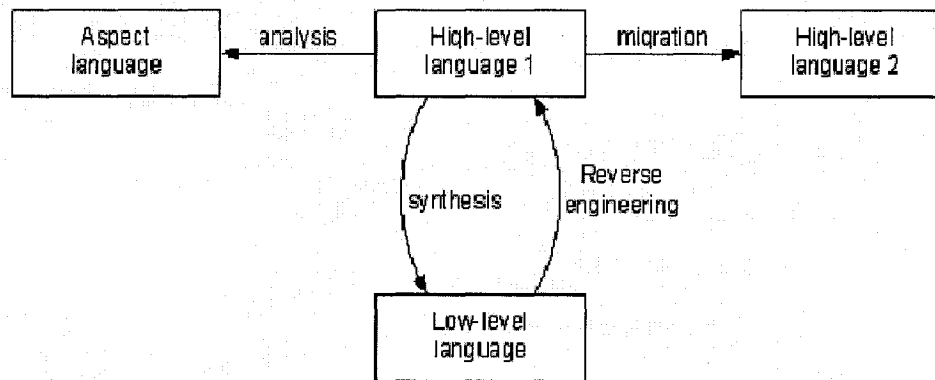 Aspect
language
analysis
High-level
language 1
migration
High-level
language 2
synthesis
Reverse
engineering
Low-level
language